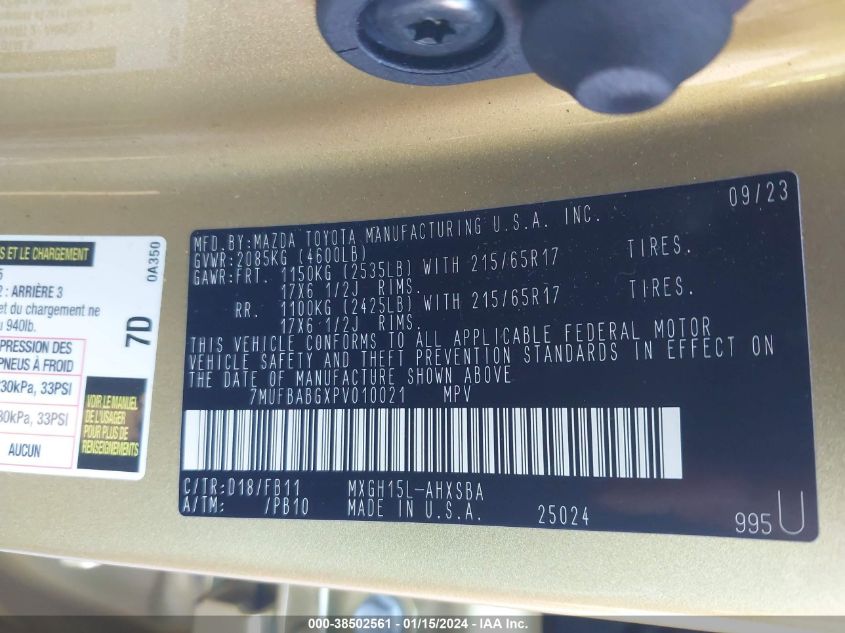 S ET LE CHARGEMENT
5
2 : ARRIÈRE 3
et du chargement ne
u 940lb.
0A350
7D
PRESSION DES
PNEUS À FROID
230kPa, 33PSI
30kPa, 33PSI
AUCUN
VOIR LE MANUEL
DE L'USAGER
POUR PLUS DE
RENSEIGNEMENTS
09/23
MFD.BY:MAZDA TOYOTA MANUFACTURING U.S.A. INC.
GVWR:2085KG (4600LB)
GAWR:FRT. 1150KG (2535LB) WITH 215/65R17 TIRES.
17X6 1/2J RIMS.
RR. 1100KG (2425LB) WITH 215/65R17 TIRES.
17X6 1/2J RIMS.
THIS VEHICLE CONFORMS TO ALL APPLICABLE FEDERAL MOTOR
VEHICLE SAFETY AND THEFT PREVENTION STANDARDS IN EFFECT ON
THE DATE OF MANUFACTURE SHOWN ABOVE
7MUFBABGXPV010021 MPV
C/TR:D18/FB11 MXGH15L-AHXSBA
A/TM: /PB10 MADE IN U.S.A. 25024
995 U
000-38502561 - 01/15/2024 - IAA Inc.